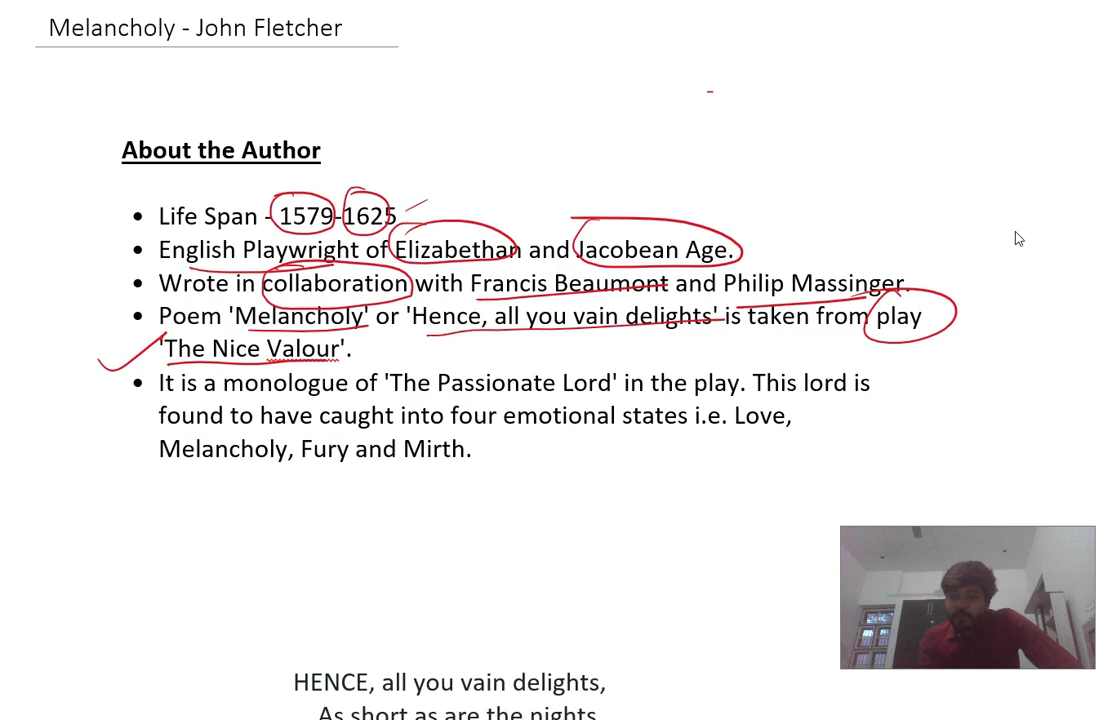 Melancholy - John Fletcher
About the Author
• Life Span - 1579-1625
• English Playwright of Elizabethan and Jacobean Age.
• Wrote in collaboration with Francis Beaumont and Philip Massinger.
• Poem 'Melancholy' or 'Hence, all you vain delights' is taken from play
'The Nice Valour'.
• It is a monologue of 'The Passionate Lord' in the play. This lord is
found to have caught into four emotional states i.e. Love,
Melancholy, Fury and Mirth.
HENCE, all you vain delights,
As short as are the nights